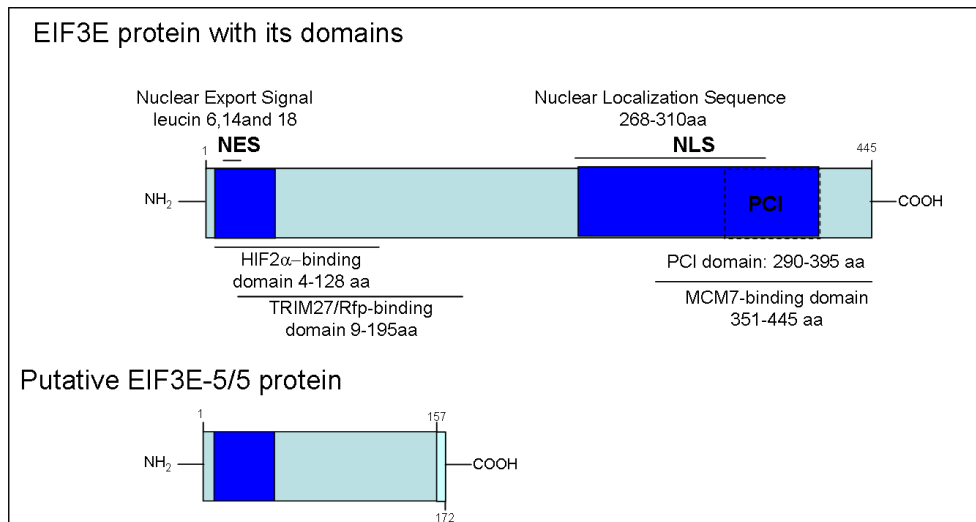 EIF3E protein with its domains
Nuclear Export Signal
leucin 6,14and 18
NES
Nuclear Localization Sequence
268-310aa
NLS
1
445
NH2
PCI
COOH
HIF2α–binding
domain 4-128 aa
TRIM27/Rfp-binding
domain 9-195aa
PCI domain: 290-395 aa
MCM7-binding domain
351-445 aa
Putative EIF3E-5/5 protein
1
157
NH2
COOH
172